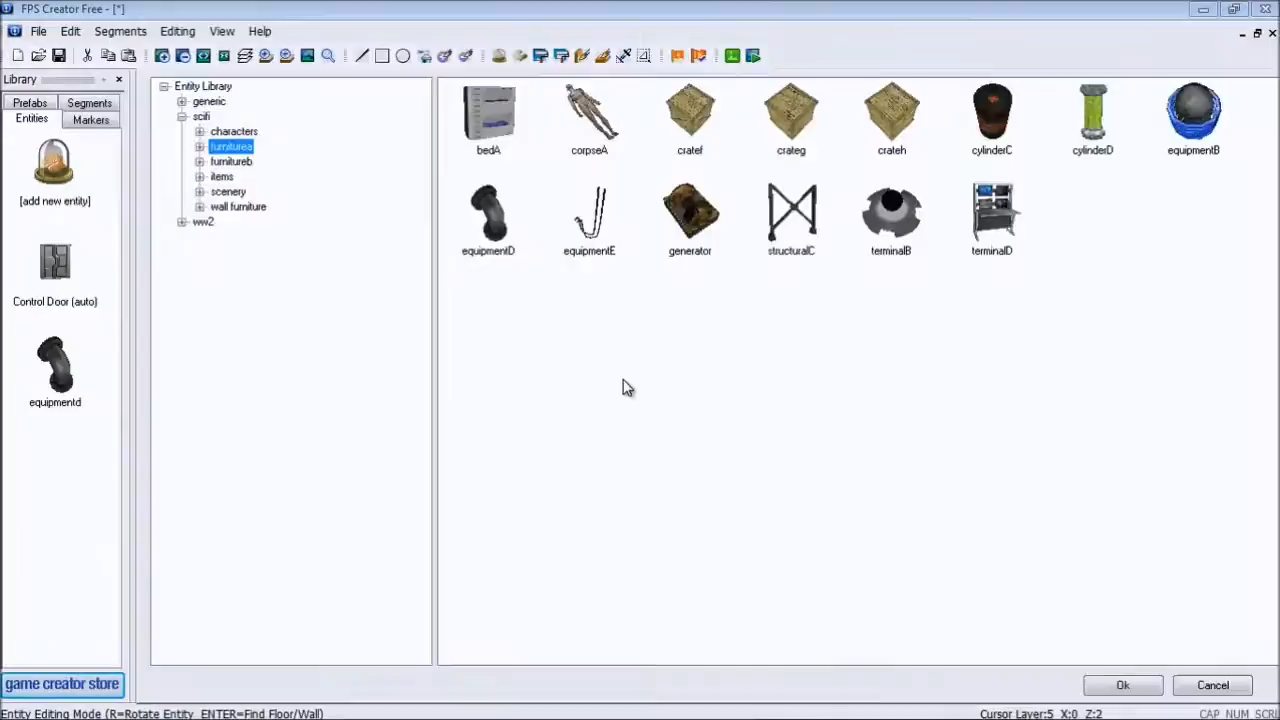 FPS Creator Free - [*]
File Edit Segments Editing View Help
Library
Prefabs Segments
Entities Markers
[add new entity]
Control Door (auto)
equipmentd
game creator store
Entity Library
generic
scifi
characters
furniturea
furnitureb
items
scenery
wall furniture
ww2
bedA corpseA cratef crateg crateh cylinderC cylinderD equipmentB
equipmentD equipmentE generator structuralC terminalB terminalD
Ok Cancel
Entity Editing Mode (R=Rotate Entity ENTER=Find Floor/Wall) Cursor Layer:5 X:0 Z:2 CAP NUM SCRL